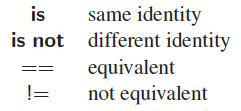 is same identity
is not different identity
== equivalent
!= not equivalent